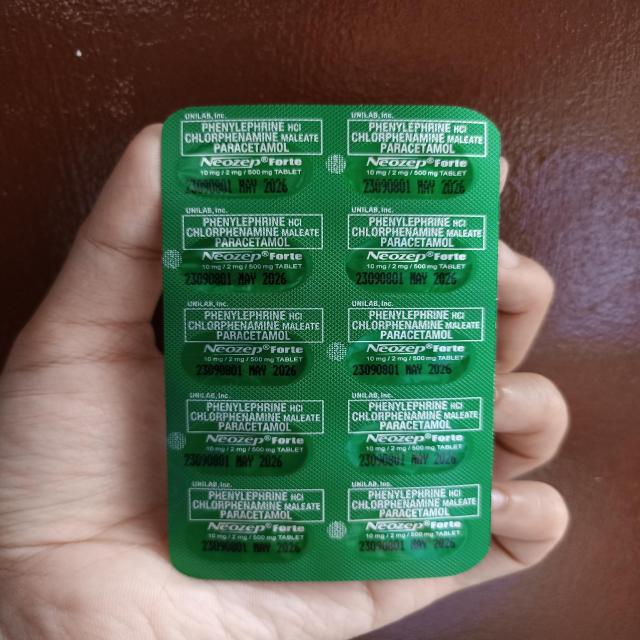 UNILAB, Inc.
PHENYLEPHRINE HCl
CHLORPHENAMINE MALEATE
PARACETAMOL
Neozep® Forte
10 mg / 2 mg / 500 mg TABLET
23090801 MAY 2026
UNILAB, Inc.
PHENYLEPHRINE HCl
CHLORPHENAMINE MALEATE
PARACETAMOL
Neozep® Forte
10 mg / 2 mg / 500 mg TABLET
23090801 MAY 2026
UNILAB, Inc.
PHENYLEPHRINE HCl
CHLORPHENAMINE MALEATE
PARACETAMOL
Neozep® Forte
10 mg / 2 mg / 500 mg TABLET
23090801 MAY 2026
UNILAB, Inc.
PHENYLEPHRINE HCl
CHLORPHENAMINE MALEATE
PARACETAMOL
Neozep® Forte
10 mg / 2 mg / 500 mg TABLET
23090801 MAY 2026
UNILAB, Inc.
PHENYLEPHRINE HCl
CHLORPHENAMINE MALEATE
PARACETAMOL
Neozep® Forte
10 mg / 2 mg / 500 mg TABLET
23090801 MAY 2026
UNILAB, Inc.
PHENYLEPHRINE HCl
CHLORPHENAMINE MALEATE
PARACETAMOL
Neozep® Forte
10 mg / 2 mg / 500 mg TABLET
23090801 MAY 2026
UNILAB, Inc.
PHENYLEPHRINE HCl
CHLORPHENAMINE MALEATE
PARACETAMOL
Neozep® Forte
10 mg / 2 mg / 500 mg TABLET
23090801 MAY 2026
UNILAB, Inc.
PHENYLEPHRINE HCl
CHLORPHENAMINE MALEATE
PARACETAMOL
Neozep® Forte
10 mg / 2 mg / 500 mg TABLET
23090801 MAY 2026
UNILAB, Inc.
PHENYLEPHRINE HCl
CHLORPHENAMINE MALEATE
PARACETAMOL
Neozep® Forte
10 mg / 2 mg / 500 mg TABLET
23090801 MAY 2026
UNILAB, Inc.
PHENYLEPHRINE HCl
CHLORPHENAMINE MALEATE
PARACETAMOL
Neozep® Forte
10 mg / 2 mg / 500 mg TABLET
23090801 MAY 2026